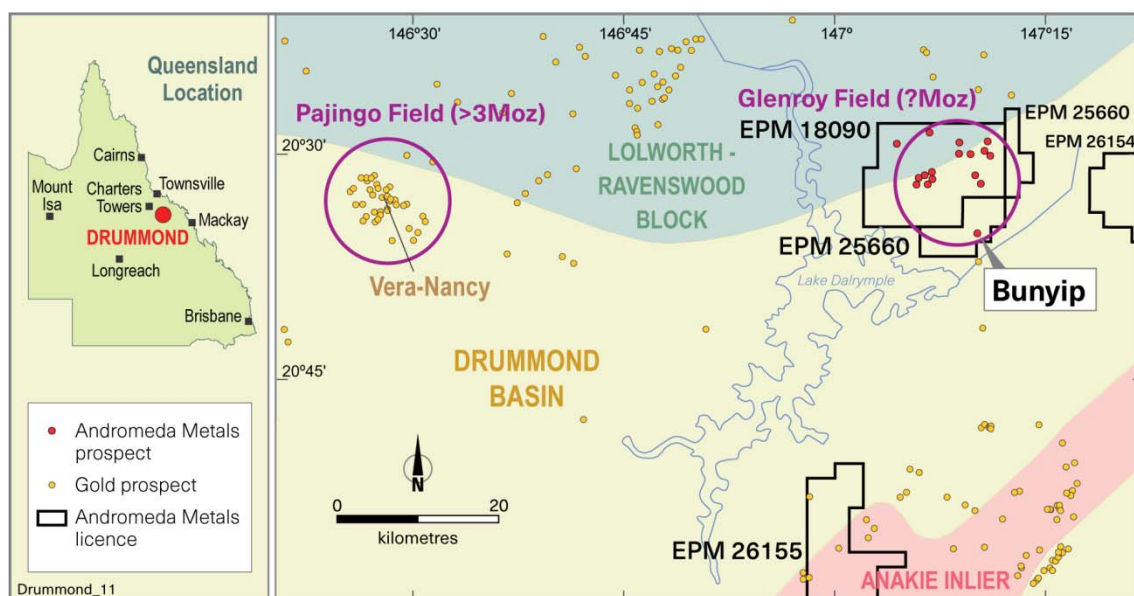 Queensland
Location
Cairns
Mount
Isa
Charters
Towers
Townsville
Mackay
DRUMMOND
Longreach
Brisbane
Andromeda Metals
prospect
Gold prospect
Andromeda Metals
licence
Drummond_11
146°30'
146°45'
147°
147°15'
Pajingo Field (>3Moz)
Glenroy Field (?Moz)
EPM 18090
EPM 25660
EPM 26154
20°30'
LOLWORTH -
RAVENSWOOD
BLOCK
EPM 25660
Vera-Nancy
Lake Dalrymple
Bunyip
DRUMMOND
BASIN
20°45'
N
0
20
kilometres
EPM 26155
ANAKIE INLIER